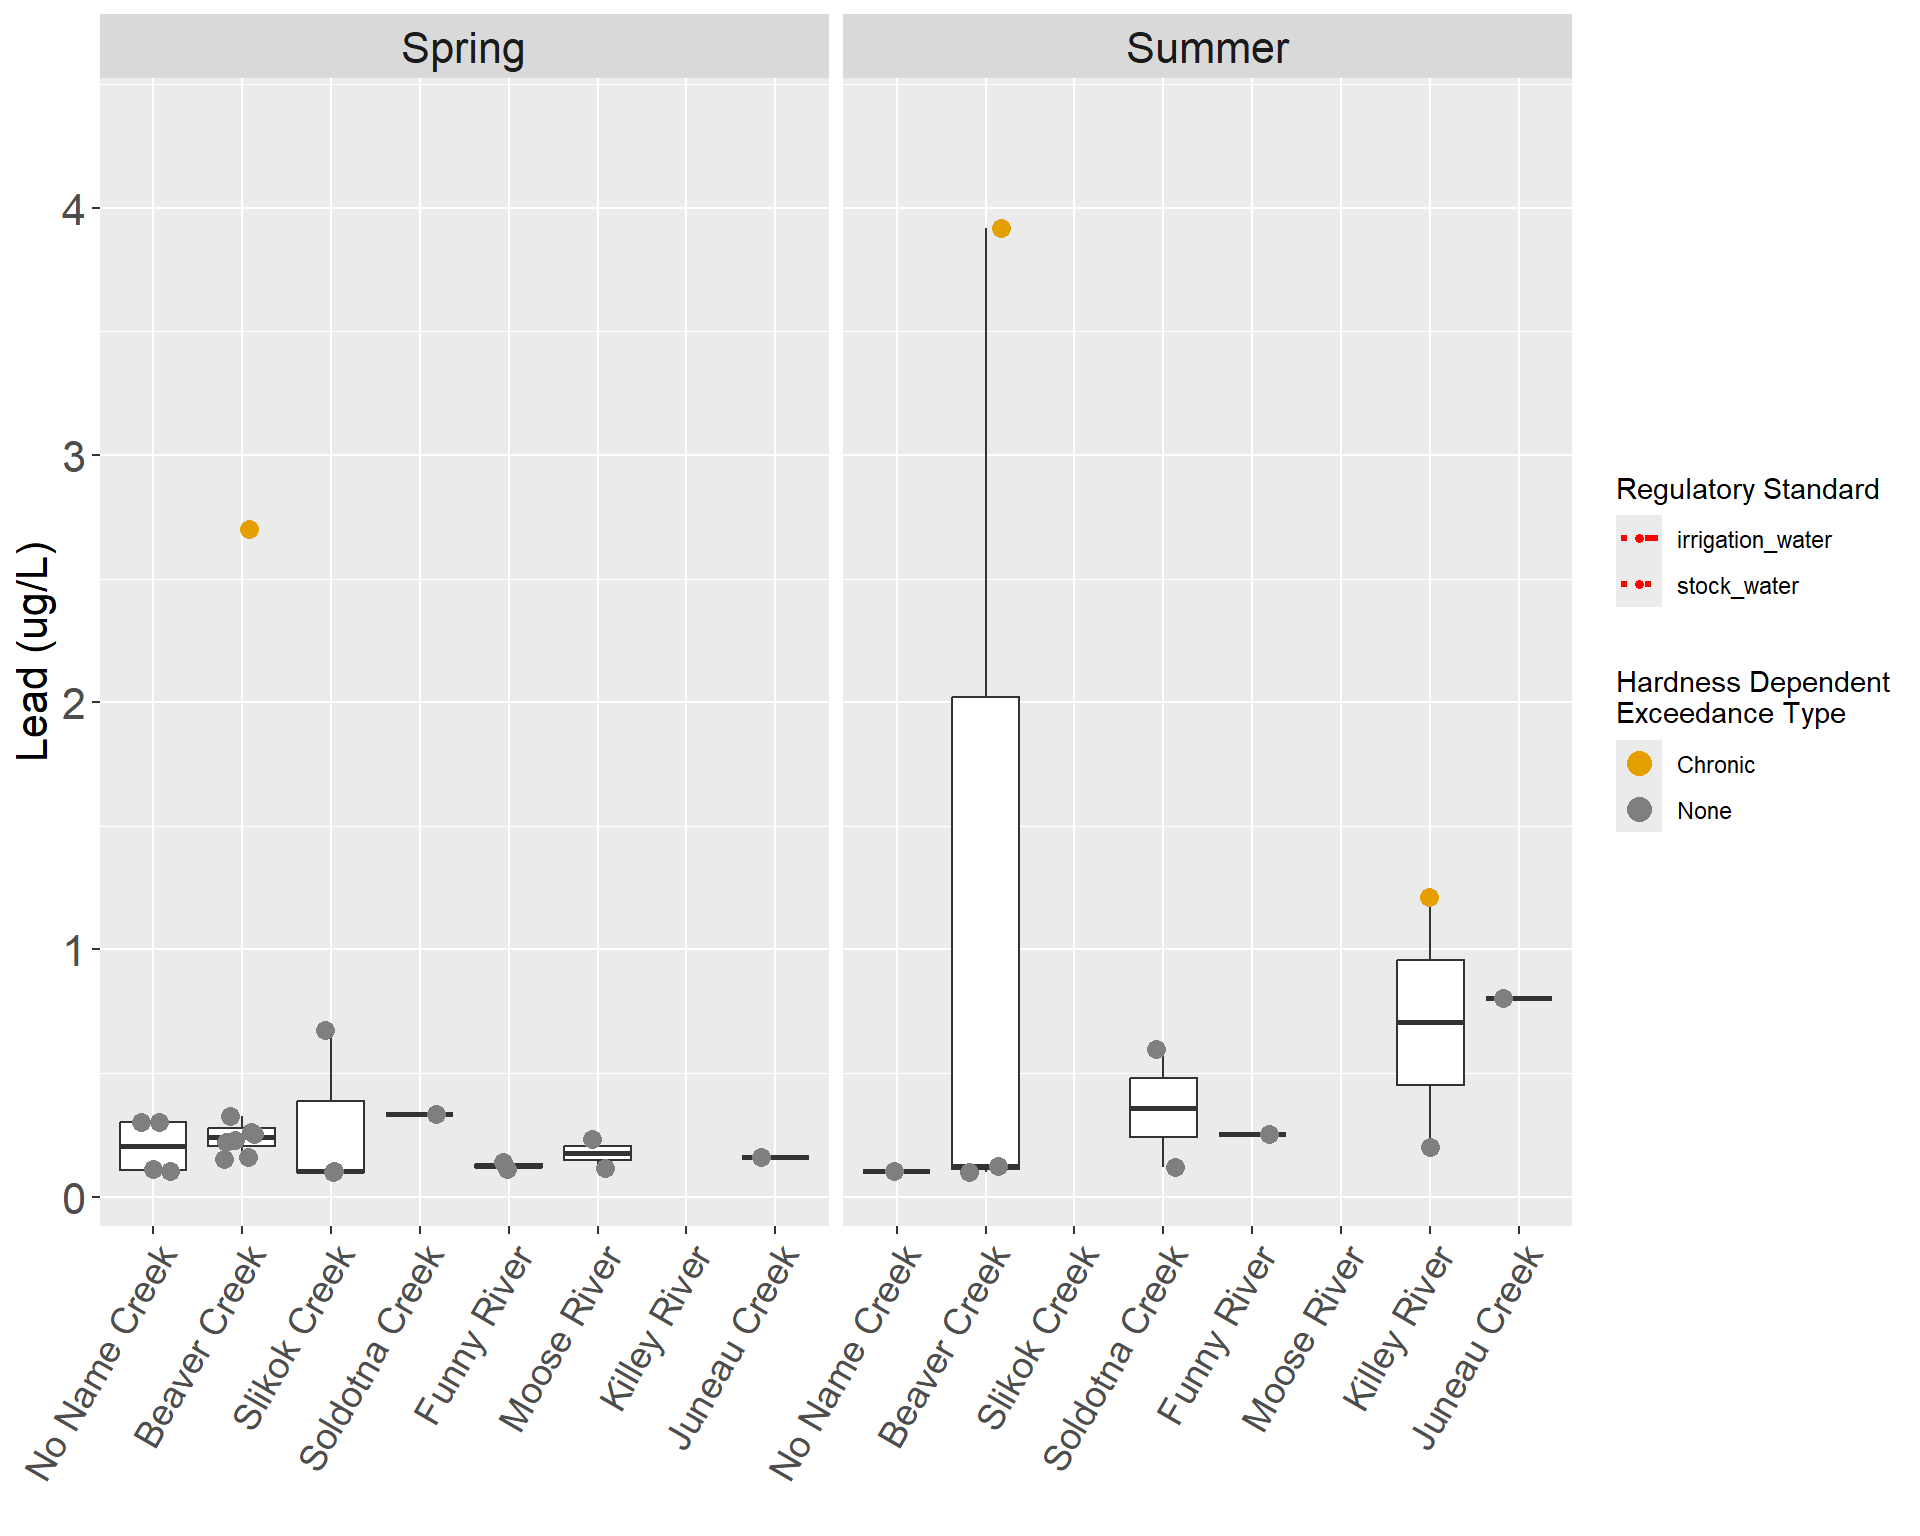 Spring
Summer
Lead (ug/L)
4
3
2
1
0
No Name Creek
Beaver Creek
Slikok Creek
Soldotna Creek
Funny River
Moose River
Killey River
Juneau Creek
No Name Creek
Beaver Creek
Slikok Creek
Soldotna Creek
Funny River
Moose River
Killey River
Juneau Creek
Regulatory Standard
irrigation_water
stock_water
Hardness Dependent
Exceedance Type
Chronic
None